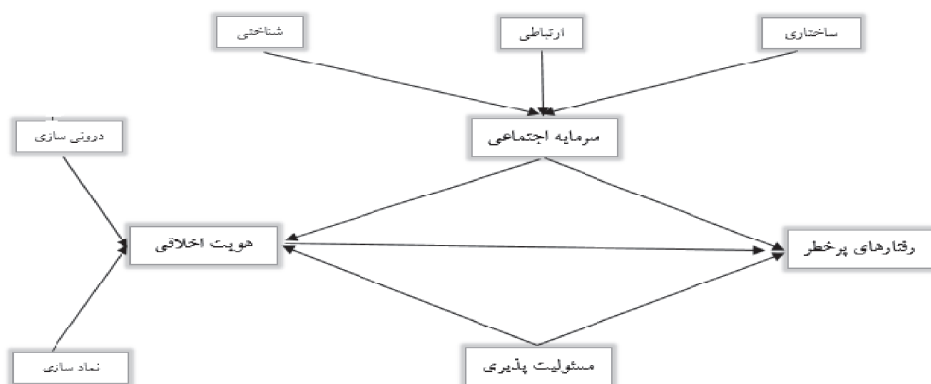 ساختاری
ارتباطی
شناختی
سرمایه اجتماعی
درونی سازی
هویت اخلاقی
رفتارهای پرخطر
مسئولیت پذیری
نماد سازی